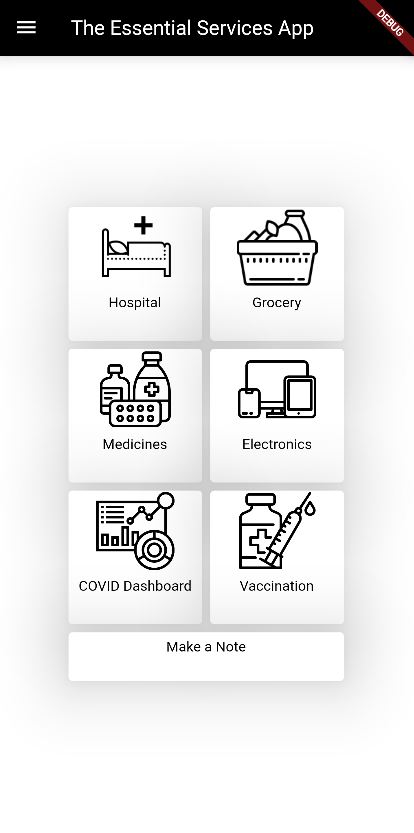 The Essential Services App
DEBUG
Hospital
Grocery
Medicines
Electronics
COVID Dashboard
Vaccination
Make a Note